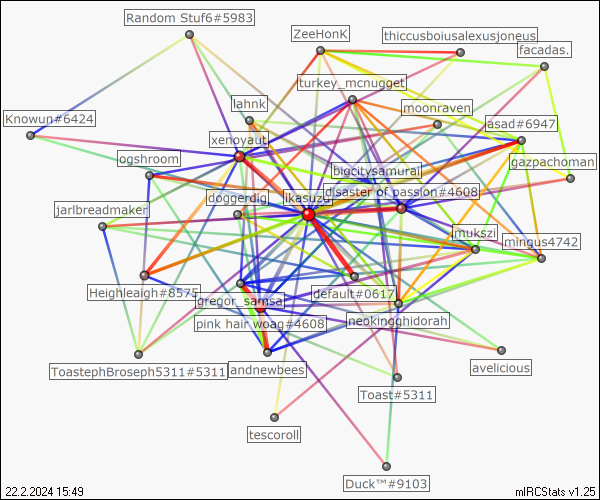 Random Stuf6#5983
ZeeHonK
thiccusboiusalexusjoneus
facadas.
turkey_mcnugget
lahnk
moonraven
Knowun#6424
asad#6947
xenoyaut
ogshroom
gazpachoman
bigcitysamurai
doggerdig
likasuzu
disaster of passion#4608
jarlbreadmaker
mukszi
mingus4742
Heighleaigh#8575
gregor_samsa
default#0617
pink hair woag#4608
neokingghidorah
ToastephBroseph5311#5311
andnewbees
avelicious
Toast#5311
tescoroll
Duck™#9103
22.2.2024 15:49
mIRCStats v1.25